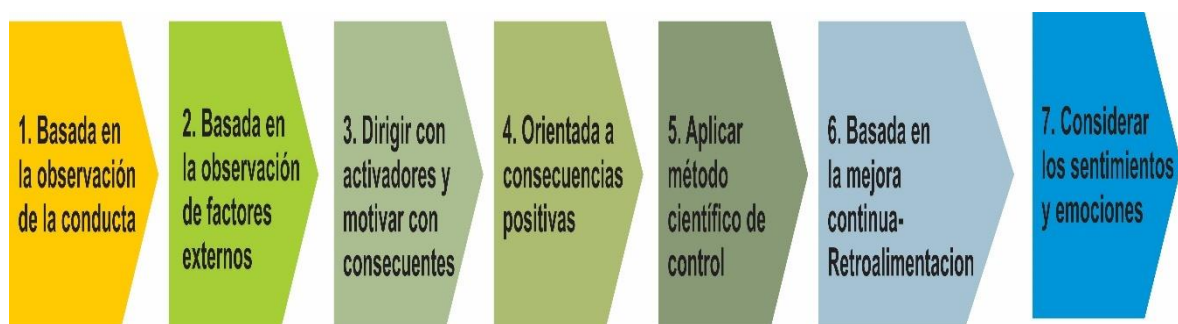 1. Basada en
la observación
de la conducta
2. Basada en
la observación
de factores
externos
3. Dirigir con
activadores y
motivar con
consecuentes
4. Orientada a
consecuencias
positivas
5. Aplicar
método
científico de
control
6. Basada en
la mejora
continua-
Retroalimentacion
7. Considerar
los sentimientos
y emociones